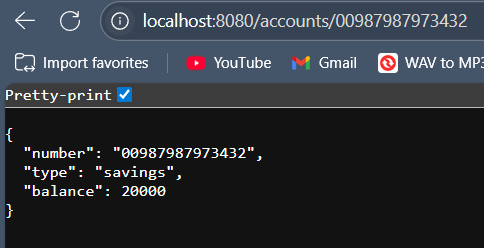 localhost:8080/accounts/00987987973432
Import favorites YouTube Gmail WAV to MP3
Pretty-print
{
  "number": "00987987973432",
  "type": "savings",
  "balance": 20000
}